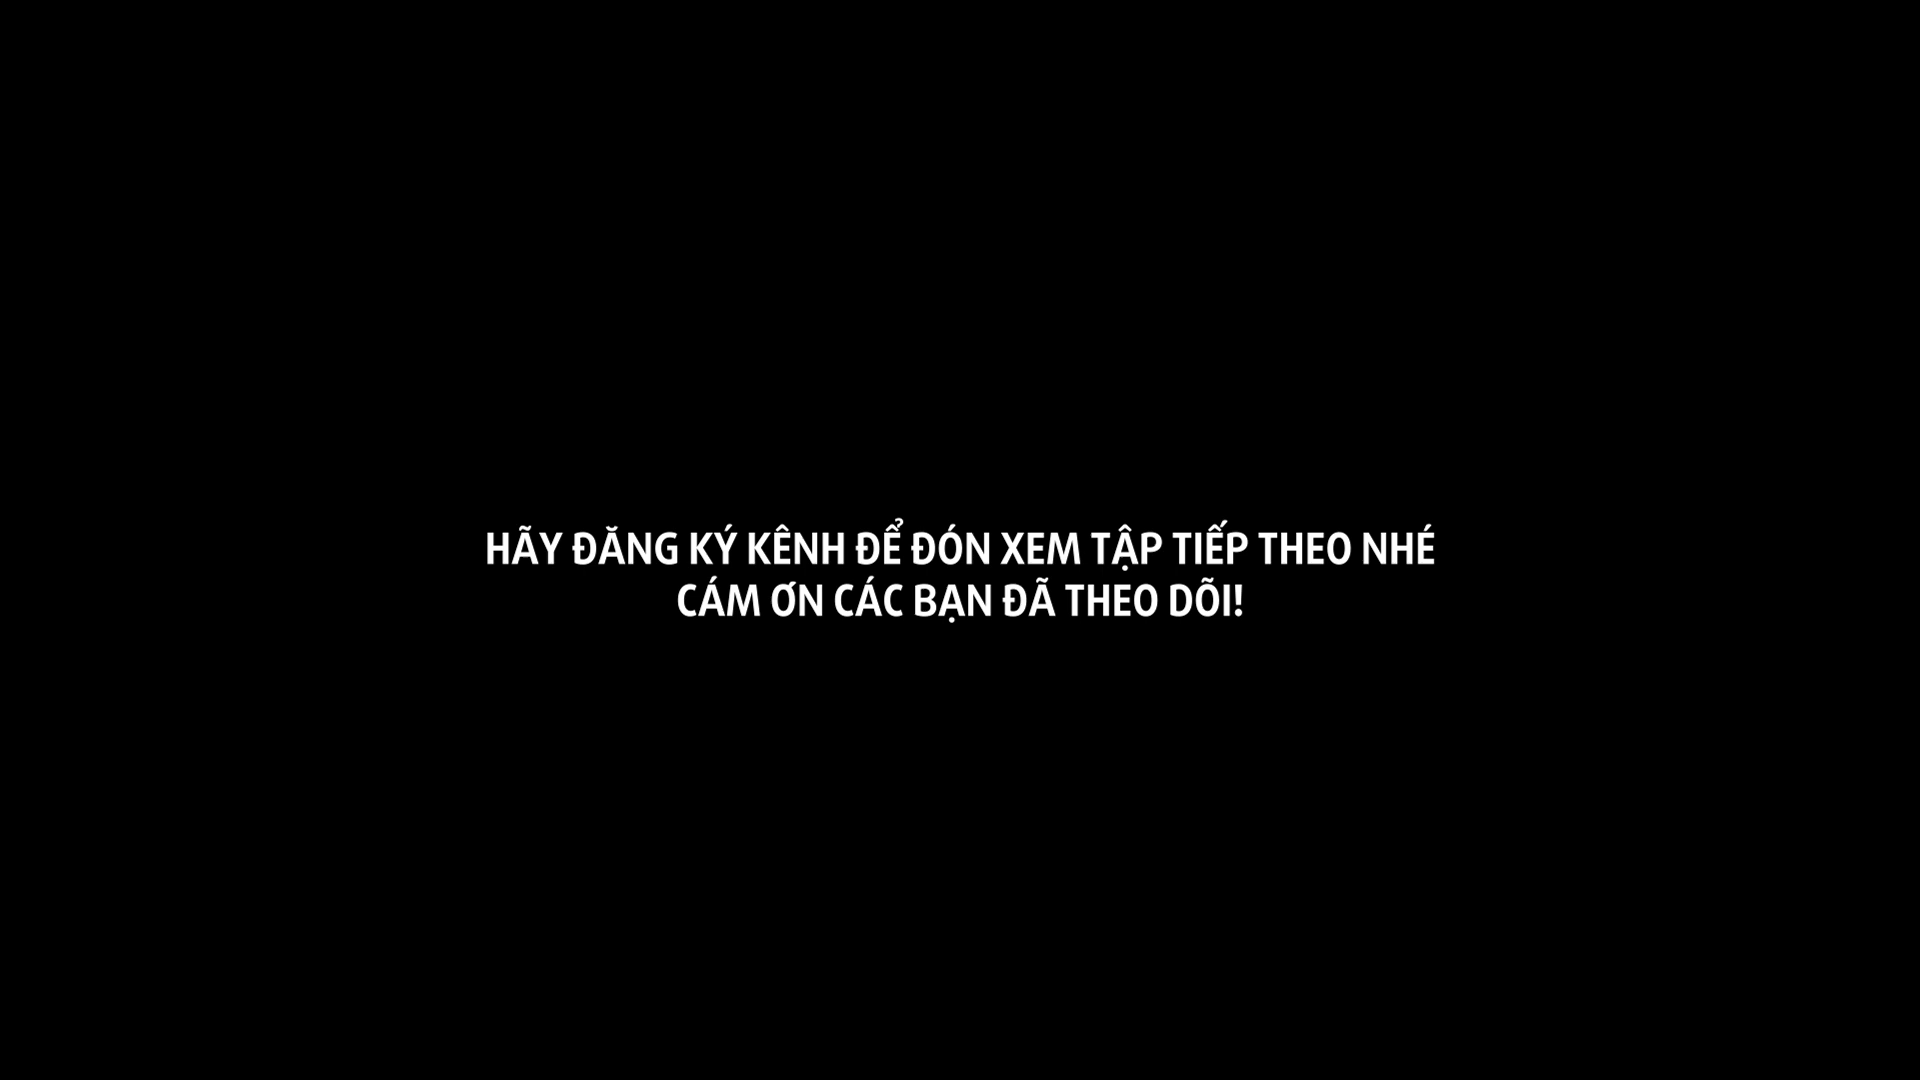 HÃY ĐĂNG KÝ KÊNH ĐỂ ĐÓN XEM TẬP TIẾP THEO NHÉ
CÁM ƠN CÁC BẠN ĐÃ THEO DÕI!